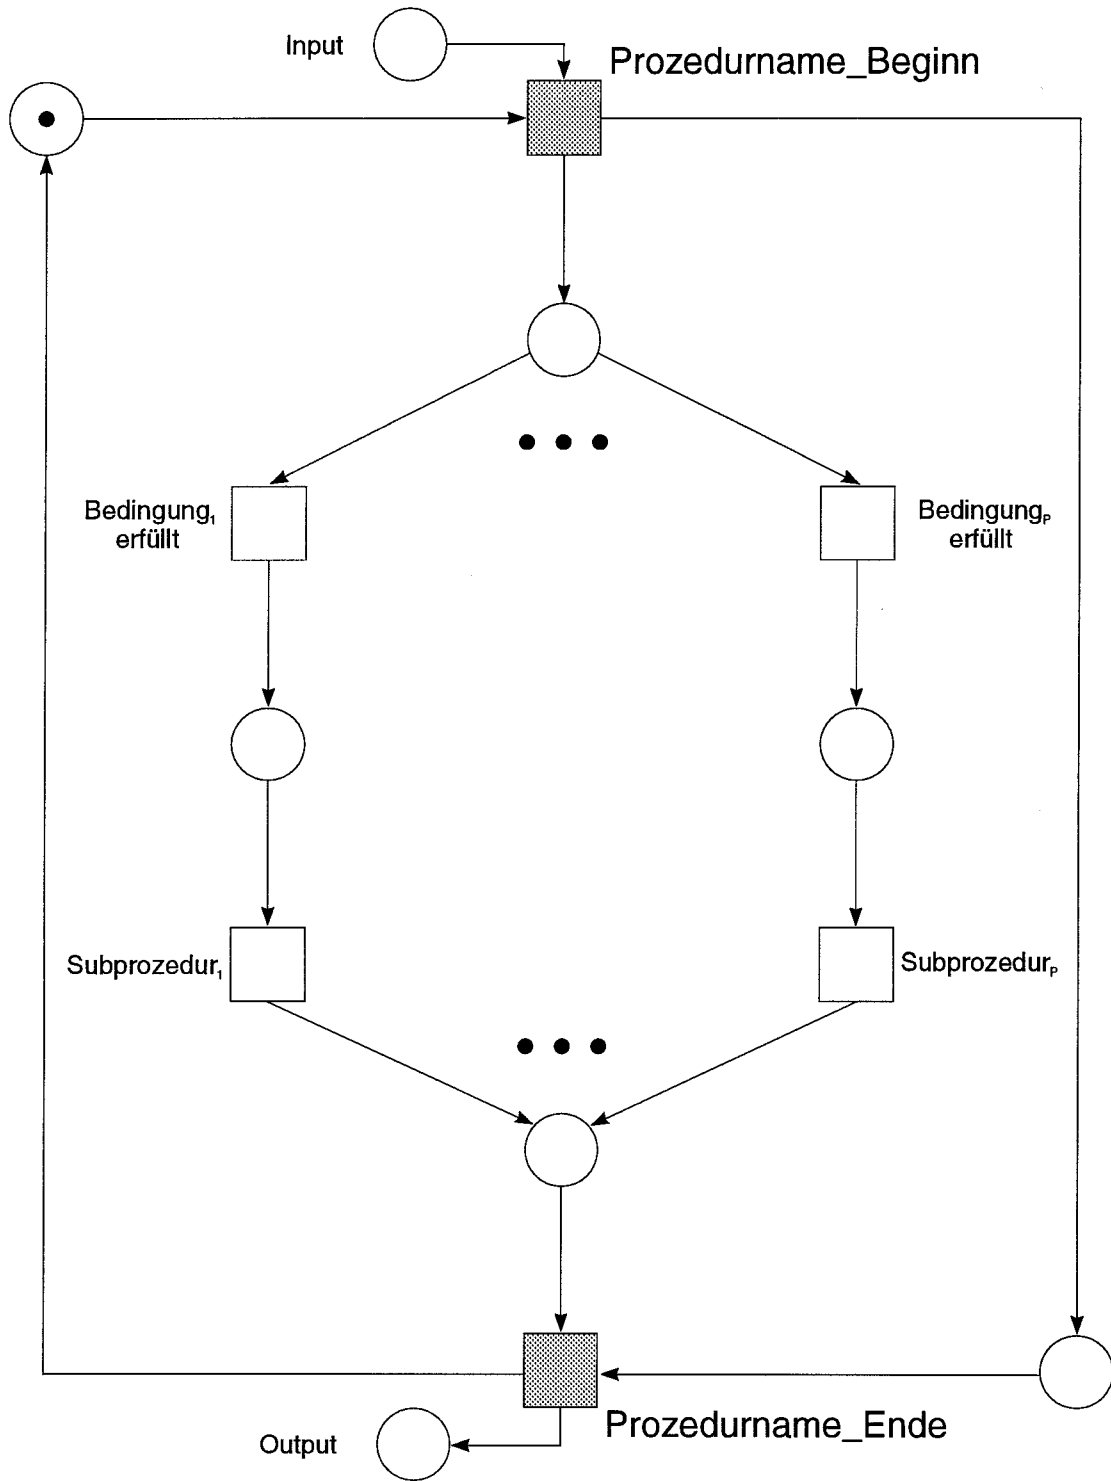 Input
Prozedurname_Beginn
Bedingung₁
erfüllt
Bedingungₚ
erfüllt
Subprozedur₁
Subprozedurₚ
Prozedurname_Ende
Output